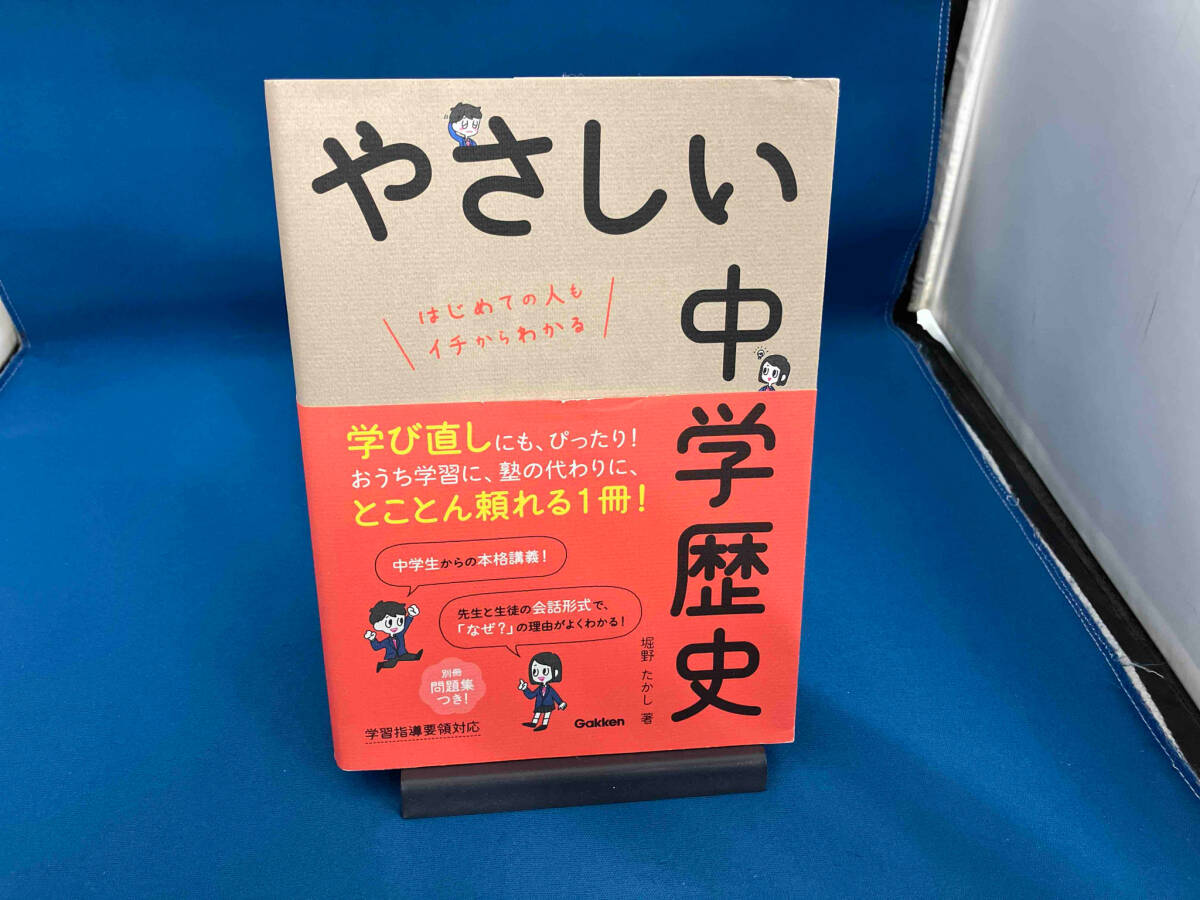 やさしい
中学歴史
はじめての人も
イチからわかる
学び直しにも、ぴったり!
おうち学習に、塾の代わりに、
とことん頼れる1冊!
中学生からの本格講義!
先生と生徒の会話形式で、
「なぜ?」の理由がよくわかる!
別冊
問題集
つき!
堀野 たかし 著
Gakken
学習指導要領対応